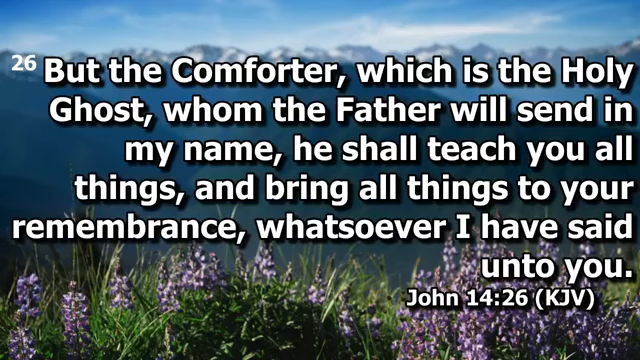 26 But the Comforter, which is the Holy
Ghost, whom the Father will send in
my name, he shall teach you all
things, and bring all things to your
remembrance, whatsoever I have said
unto you.
John 14:26 (KJV)